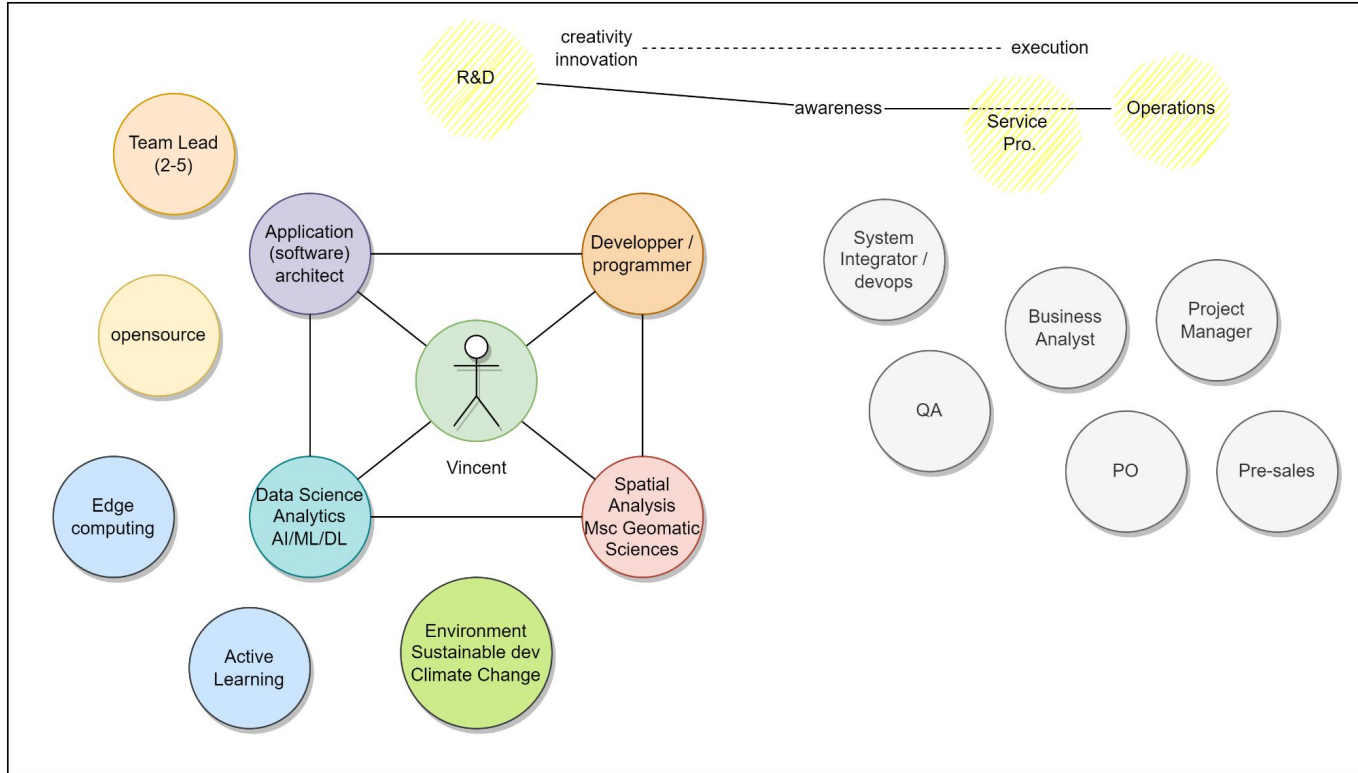 creativity
innovation
execution
R&D
awareness
Service
Pro.
Operations
Team Lead
(2-5)
Application
(software)
architect
Developper /
programmer
System
Integrator /
devops
opensource
Business
Analyst
Project
Manager
QA
Vincent
PO
Pre-sales
Edge
computing
Data Science
Analytics
AI/ML/DL
Spatial
Analysis
Msc Geomatic
Sciences
Active
Learning
Environment
Sustainable dev
Climate Change